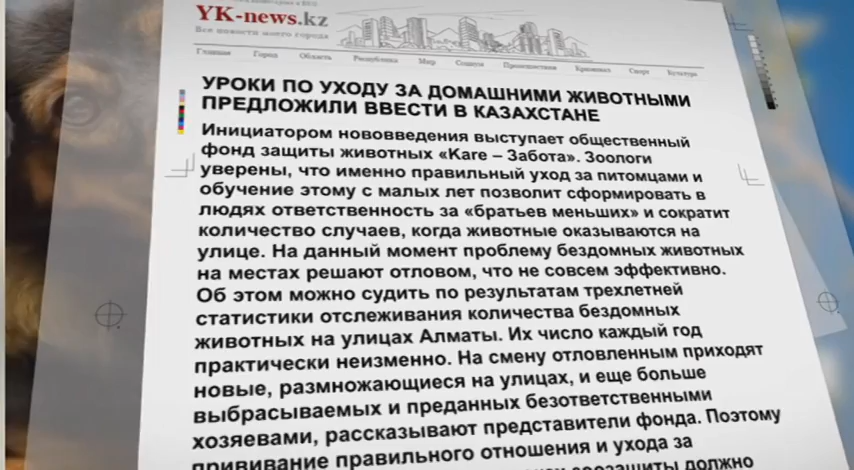 YK-news.kz
Все новости моего города
Главная Город Область Республика Мир Социум Происшествия Криминал Спорт Культура
УРОКИ ПО УХОДУ ЗА ДОМАШНИМИ ЖИВОТНЫМИ
ПРЕДЛОЖИЛИ ВВЕСТИ В КАЗАХСТАНЕ
Инициатором нововведения выступает общественный
фонд защиты животных «Kare – Забота». Зоологи
уверены, что именно правильный уход за питомцами и
обучение этому с малых лет позволит сформировать в
людях ответственность за «братьев меньших» и сократит
количество случаев, когда животные оказываются на
улице. На данный момент проблему бездомных животных
на местах решают отловом, что не совсем эффективно.
Об этом можно судить по результатам трехлетней
статистики отслеживания количества бездомных
животных на улицах Алматы. Их число каждый год
практически неизменно. На смену отловленным приходят
новые, размножающиеся на улицах, и еще больше
выбрасываемых и преданных безответственными
хозяевами, рассказывают представители фонда. Поэтому
прививание правильного отношения и ухода за
зоозащиты должно